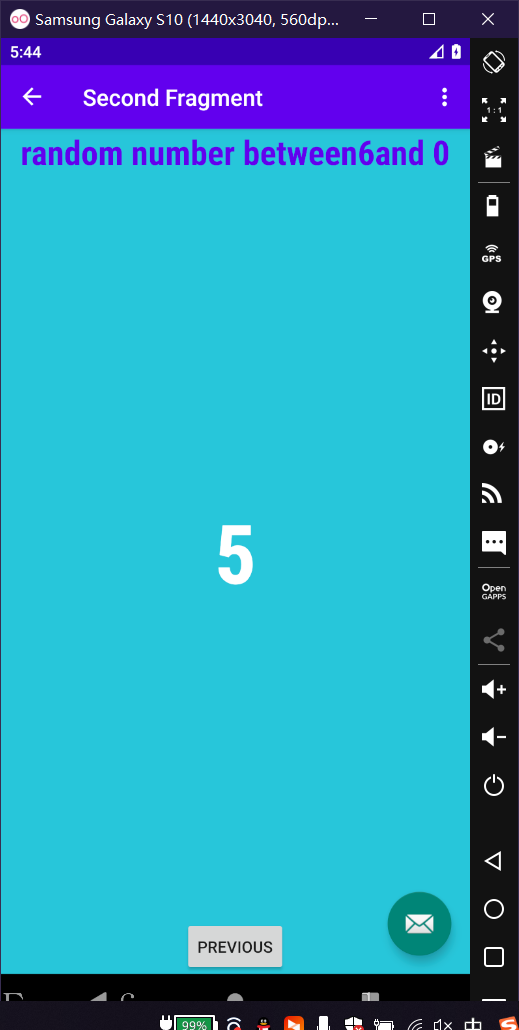 Samsung Galaxy S10 (1440x3040, 560dp...
5:44
Second Fragment
random number between6and 0
1:1
GPS
ID
5
Open
GAPPS
PREVIOUS
99%
中